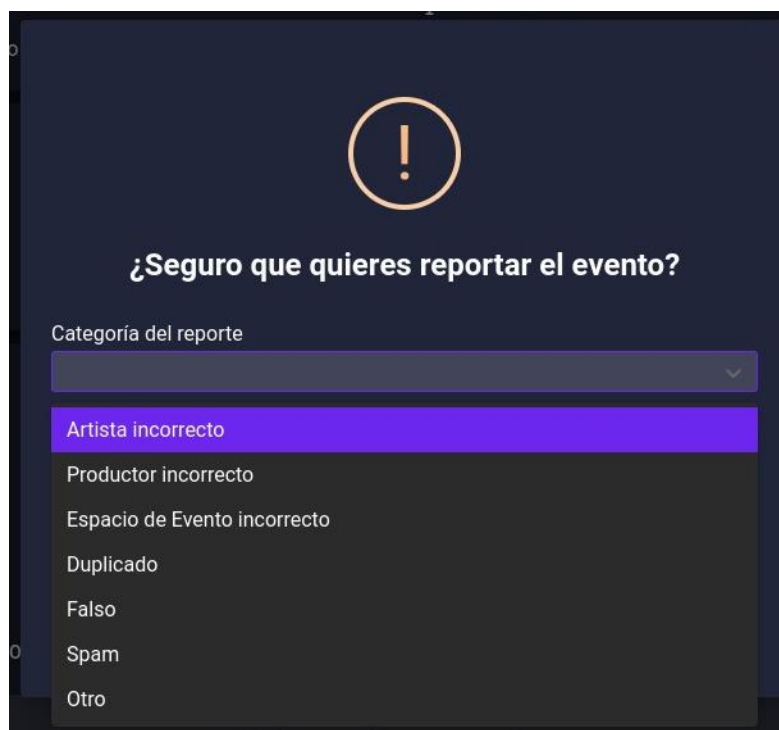 ¿Seguro que quieres reportar el evento?
Categoría del reporte
Artista incorrecto
Productor incorrecto
Espacio de Evento incorrecto
Duplicado
Falso
Spam
Otro